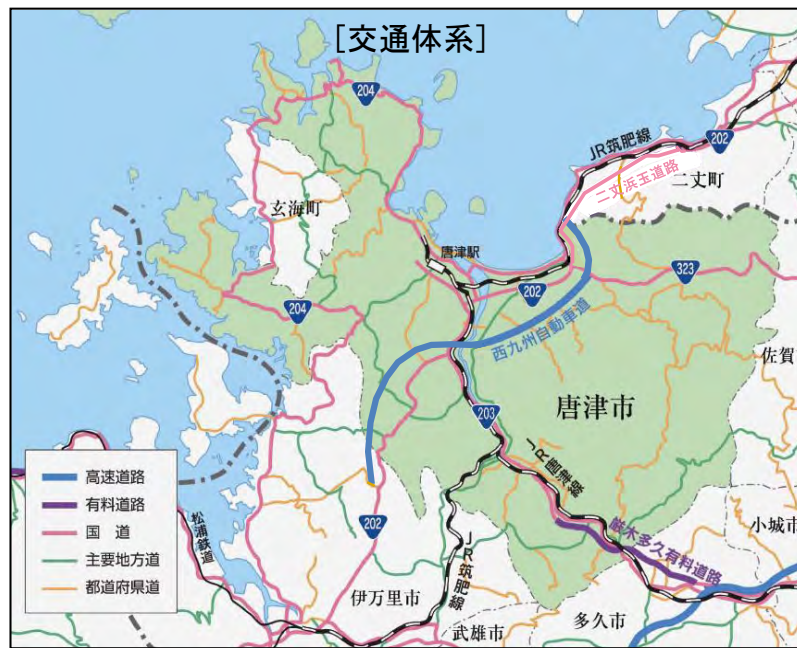 [交通体系]
204
202
JR筑肥線
二丈浜玉道路
二丈町
玄海町
唐津駅
323
202
204
西九州自動車道
佐賀
唐津市
203
JR唐津線
高速道路
有料道路
国 道
主要地方道
都道府県道
松浦鉄道
202
JR筑肥線
厳木多久有料道路
小城市
伊万里市
武雄市
多久市